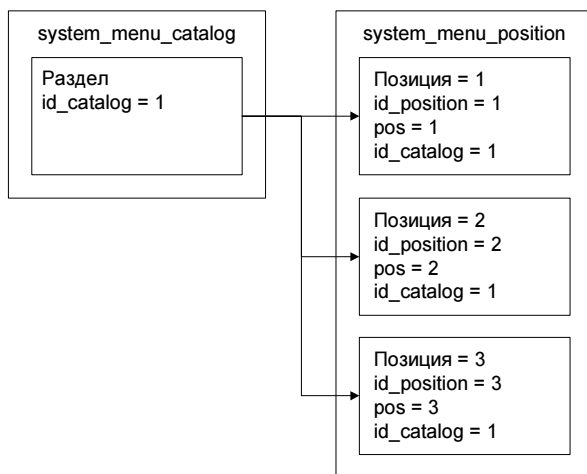 system_menu_catalog
Раздел
id_catalog = 1
system_menu_position
Позиция = 1
id_position = 1
pos = 1
id_catalog = 1
Позиция = 2
id_position = 2
pos = 2
id_catalog = 1
Позиция = 3
id_position = 3
pos = 3
id_catalog = 1